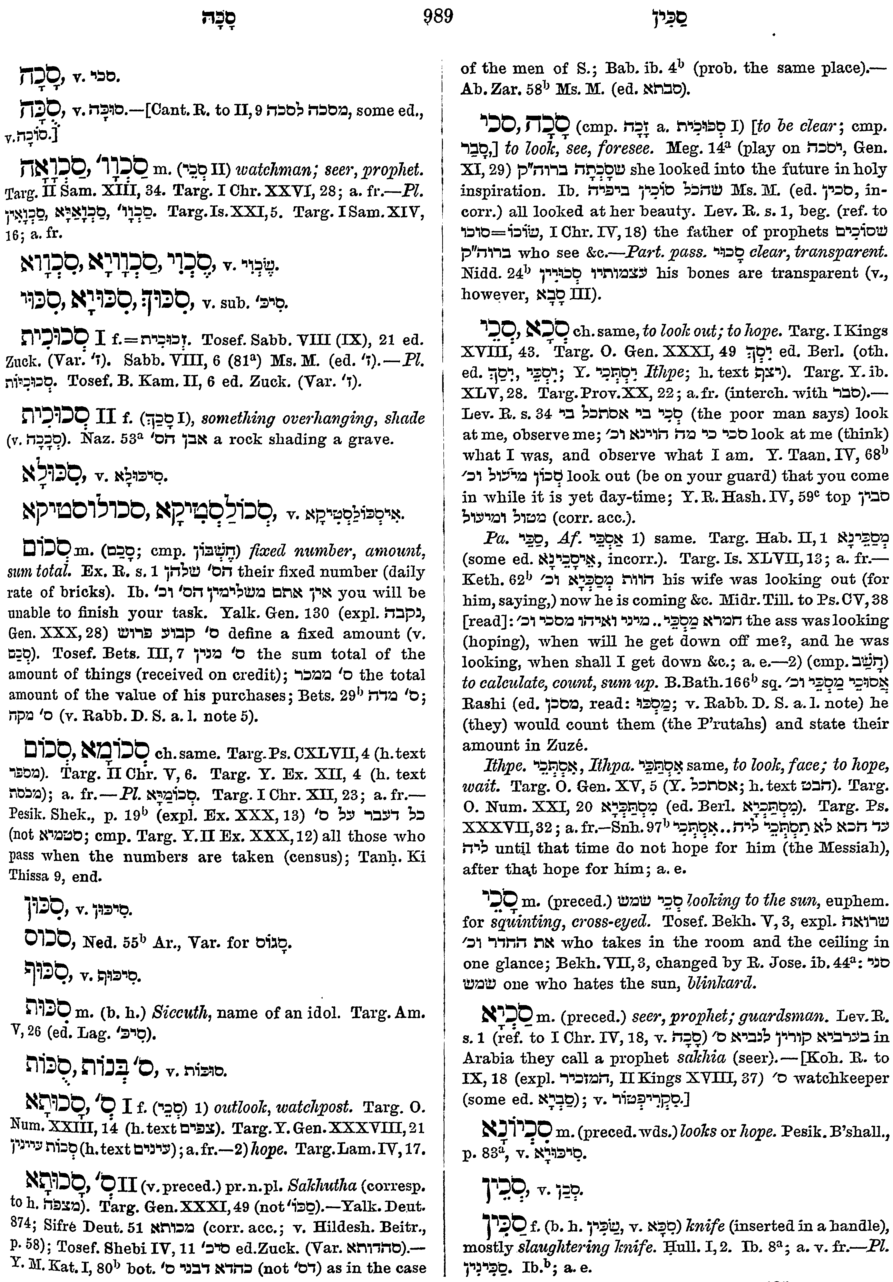 סָכָּה 989 סַכִּין
סָכָה, v. סכי.
סֻכָּה, v. סוּכָּה.—[Cant. R. to II, 9 מסכה לסכה, some ed.,
v. סוֹכָה.]
סַכְוָר׳, סַכְוָאָה m. (סְכֵי II) watchman; seer, prophet.
Targ. II Sam. XIII, 34. Targ. I Chr. XXVI, 28; a. fr.—Pl.
סַכְוָר׳, סָכְוָאַיָּא, סָכְוָאִין. Targ. Is. XXI, 5. Targ. I Sam. XIV,
16; a. fr.
סֶכְוִי, סִכְוְיָא, סִכְוָא, v. שֶׂכְוִי.
סִכּוּךְ, סִכּוּיָא, סִכּוּי, v. sub. סיכ׳.
סְכוּכִית I f.=זְכוּכִית. Tosef. Sabb. VIII (IX), 21 ed.
Zuck. (Var. ז׳). Sabb. VIII, 6 (81ᵃ) Ms. M. (ed. ז׳).—Pl.
סְכוּכִיּוֹת. Tosef. B. Kam. II, 6 ed. Zuck. (Var. ז׳).
סְכוּכִית II f. (סָכַךְ I), something overhanging, shade
(v. סְכָכָה). Naz. 53ᵃ אבן הס׳ a rock shading a grave.
סִכּוּלָא, v. סִיכּוּלָא.
סְכוֹלַסְטִיקָא, סכולוסטיקא, v. אִיסְכּוֹלַסְטִיקָא.
סְכוֹם m. (סָכַם; cmp. חֶשְׁבּוֹן) fixed number, amount,
sum total. Ex. R. s. 1 הס׳ שלהן their fixed number (daily
rate of bricks). Ib. אין אתם משלימין הס׳ וכ׳ you will be
unable to finish your task. Yalk. Gen. 130 (expl. נקבה,
Gen. XXX, 28) ס׳ קבוע פרוש define a fixed amount (v.
סָכַם). Tosef. Bets. III, 7 ס׳ מנין the sum total of the
amount of things (received on credit); ס׳ ממכר the total
amount of the value of his purchases; Bets. 29ᵇ ס׳ מדה;
ס׳ מקח (v. Rabb. D. S. a. l. note 5).
סְכוֹמָא, סְכוֹם ch. same. Targ. Ps. CXLVII, 4 (h. text
מספר). Targ. II Chr. V, 6. Targ. Y. Ex. XII, 4 (h. text
מכסת); a. fr.—Pl. סְכוֹמַיָּא. Targ. I Chr. XII, 23; a. fr.—
Pesik. Shek., p. 19ᵇ (expl. Ex. XXX, 13) כל דעבר על ס׳
(not סטמיא; cmp. Targ. Y. II Ex. XXX, 12) all those who
pass when the numbers are taken (census); Tanḥ. Ki
Thissa 9, end.
סִכּוּן, v. סִיכּוּן.
סכוס, Ned. 55ᵇ Ar., Var. for סָגוֹס.
סִכּוּף, v. סִיכּוּף.
סִכּוּת m. (b. h.) Siccuth, name of an idol. Targ. Am.
V, 26 (ed. Lag. סִיכּ׳).
ס׳ בְּנוֹת, סֻכּוֹת, v. סוכות.
ס׳, סָכוּתָא I f. (סְכֵי) 1) outlook, watchpost. Targ. O.
Num. XXIII, 14 (h. text צפים). Targ. Y. Gen. XXXVIII, 21
סָכוּת עיינין (h. text עינים); a. fr.—2) hope. Targ. Lam. IV, 17.
ס׳, סָכוּתָא II (v. preced.) pr. n. pl. Sakhutha (corresp.
to h. מצפה). Targ. Gen. XXXI, 49 (not סִכוֹ׳).—Yalk. Deut.
874; Sifré Deut. 51 מכותא (corr. acc.; v. Hildesh. Beitr.,
p. 58); Tosef. Shebi IV, 11 סיכ׳ ed. Zuck. (Var. סהדותא).—
Y. M. Kat. I, 80ᵇ bot. כהדא דבני ס׳ (not דס׳) as in the case
of the men of S.; Bab. ib. 4ᵇ (prob. the same place).—
Ab. Zar. 58ᵇ Ms. M. (ed. סבתא).
סָכָה, סכי (cmp. זָכָה a. סְכוּכִית I) [to be clear; cmp.
סָבַר,] to look, see, foresee. Meg. 14ᵃ (play on יסכה, Gen.
XI, 29) שסָּכְתָה ברוה״ק she looked into the future in holy
inspiration. Ib. שהכל סוֹכִין ביפיה Ms. M. (ed. סכין, in-
corr.) all looked at her beauty. Lev. R. s. 1, beg. (ref. to
שׂוכו=סוכו, I Chr. IV, 18) the father of prophets שסוֹכִים
ברוה״ק who see &c.—Part. pass. סָכוּי clear, transparent.
Nidd. 24ᵇ עצמותיו סְכוּיִין his bones are transparent (v.,
however, סָבָא III).
סְכָא, סְכֵי ch. same, to look out; to hope. Targ. I Kings
XVIII, 43. Targ. O. Gen. XXXI, 49 יִסֶךְ ed. Berl. (oth.
ed. יִסַּךְ, יִסְכֵּי; Y. יִסְתְּכֵי Ithpe; h. text יצף). Targ. Y. ib.
XLV, 28. Targ. Prov. XX, 22; a. fr. (interch. with סבר).—
Lev. R. s. 34 סְכֵי בי אסתכל בי (the poor man says) look
at me, observe me; סכי כי מה הוינא וכ׳ look at me (think)
what I was, and observe what I am. Y. Taan. IV, 68ᵇ
סְכוֹן מיעול וכ׳ look out (be on your guard) that you come
in while it is yet day-time; Y. R. Hash. IV, 59ᶜ top סבין
מטול ומיעול (corr. acc.).
Pa. סַכֵּי, Af. אַסְכֵּי 1) same. Targ. Hab. II, 1 מְסַכֵּינָא
(some ed. אִיסְכֵּינָא, incorr.). Targ. Is. XLVII, 13; a. fr.—
Keth. 62ᵇ הוות מְסַכְּיָא וכ׳ his wife was looking out (for
him, saying,) now he is coming &c. Midr. Till. to Ps. CV, 38
[read]: חמרא מַסְכֵּי .. מיני ואיהו מסכי וכ׳ the ass was looking
(hoping), when will he get down off me?, and he was
looking, when shall I get down &c.; a. e.—2) (cmp. חָשַׁב)
to calculate, count, sum up. B. Bath. 166ᵇ sq. אַסּוֹכֵי מַסְכֵּי וכ׳
Rashi (ed. מסכן, read: מְסַכּוּ; v. Rabb. D. S. a. l. note) he
(they) would count them (the P'rutahs) and state their
amount in Zuzé.
Ithpe. אִסְתְּכֵי, Ithpa. אִסְתַּכֵּי same, to look, face; to hope,
wait. Targ. O. Gen. XV, 5 (Y. אסתכל; h. text הבט). Targ.
O. Num. XXI, 20 מִסְתַּכְּיָא (ed. Berl. מִסְתַּכְיָא). Targ. Ps.
XXXVII, 32; a. fr.—Snh. 97ᵇ עד הכא לא תִסְתַּכֵּי ליה..אִסְתַּכֵּי
ליה until that time do not hope for him (the Messiah),
after that hope for him; a. e.
סָכֵי m. (preced.) סְכֵי שמש looking to the sun, euphem.
for squinting, cross-eyed. Tosef. Bekh. V, 3, expl. שרואה
את החדר וכ׳ who takes in the room and the ceiling in
one glance; Bekh. VII, 3, changed by R. Jose. ib. 44ᵃ: סני
שמש one who hates the sun, blinkard.
סָכְיָא m. (preced.) seer, prophet; guardsman. Lev. R.
s. 1 (ref. to I Chr. IV, 18, v. סָכָה) בערביא קורין לנביא ס׳ in
Arabia they call a prophet sakhia (seer).—[Koh. R. to
IX, 18 (expl. המזכיר, II Kings XVIII, 37) ס׳ watchkeeper
(some ed. סַבְיָא); v. סְקְרִיפְּטוֹר.]
סִכְיוֹנָא m. (preced. wds.) looks or hope. Pesik. B'shall.,
p. 83ᵃ, v. סִיכּוּיָא.
סְכֵין, v. סְכַן.
סַכִּין f. (b. h. שַׂכִּין, v. סְכָא) knife (inserted in a handle),
mostly slaughtering knife. Ḥull. I, 2. Ib. 8ᵃ; a. v. fr.—Pl.
סַכִּינִין. Ib.ᵇ; a. e.